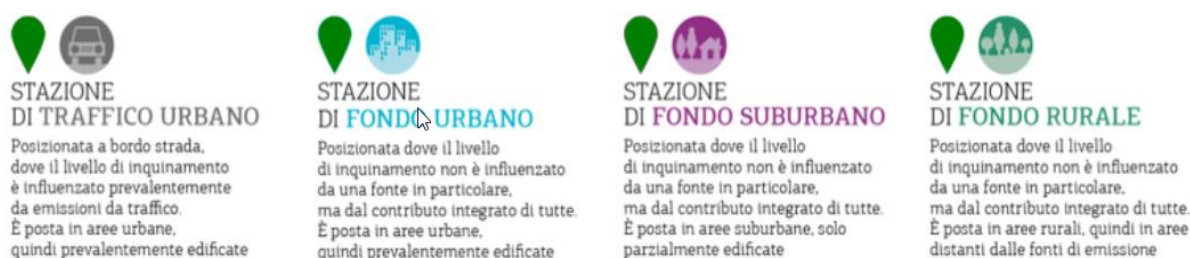 STAZIONE
DI TRAFFICO URBANO
Posizionata a bordo strada,
dove il livello di inquinamento
è influenzato prevalentemente
da emissioni da traffico.
È posta in aree urbane,
quindi prevalentemente edificate
STAZIONE
DI FONDO URBANO
Posizionata dove il livello
di inquinamento non è influenzato
da una fonte in particolare,
ma dal contributo integrato di tutte.
È posta in aree urbane,
quindi prevalentemente edificate
STAZIONE
DI FONDO SUBURBANO
Posizionata dove il livello
di inquinamento non è influenzato
da una fonte in particolare,
ma dal contributo integrato di tutte.
È posta in aree suburbane, solo
parzialmente edificate
STAZIONE
DI FONDO RURALE
Posizionata dove il livello
di inquinamento non è influenzato
da una fonte in particolare,
ma dal contributo integrato di tutte.
È posta in aree rurali, quindi in aree
distanti dalle fonti di emissione